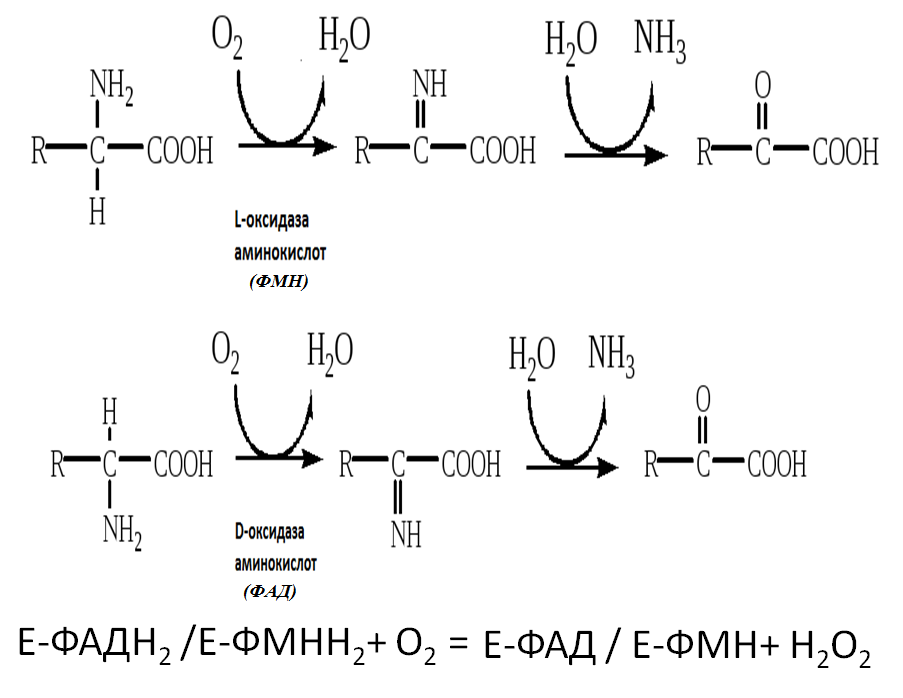 O₂ H₂O H₂O NH₃
NH₂ NH O
R—C—COOH R—C—COOH R—C—COOH
H
L-оксидаза
аминокислот
(ФМН)
O₂ H₂O H₂O NH₃
H O
R—C—COOH R—C—COOH R—C—COOH
NH₂ NH
D-оксидаза
аминокислот
(ФАД)
Е-ФАДН₂ /Е-ФМНН₂+ О₂ = Е-ФАД / Е-ФМН+ Н₂О₂